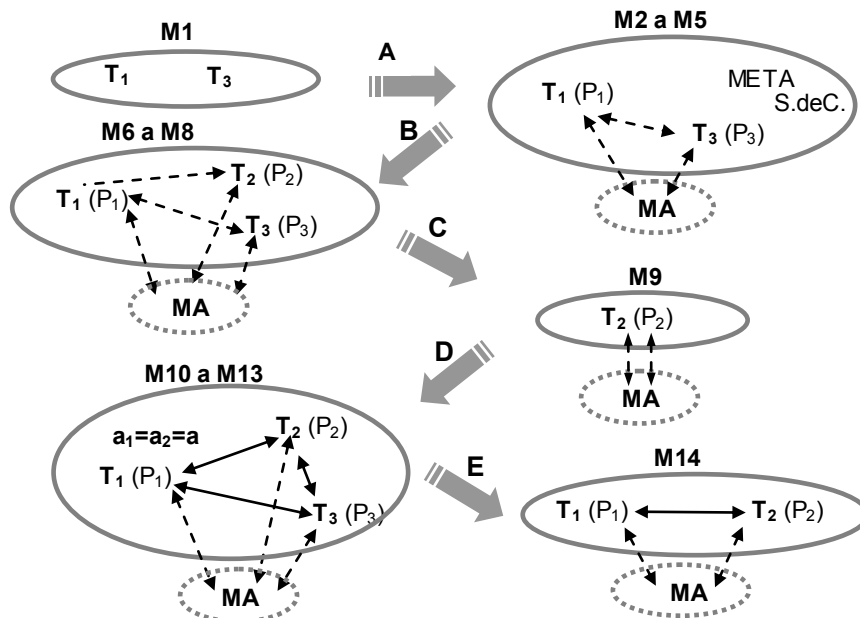 M1
T₁ T₃
A
M2 a M5
META
S.deC.
T₁ (P₁)
T₃ (P₃)
MA
B
M6 a M8
T₂ (P₂)
T₁ (P₁)
T₃ (P₃)
MA
C
M9
T₂ (P₂)
MA
D
M10 a M13
a₁=a₂=a
T₂ (P₂)
T₁ (P₁)
T₃ (P₃)
MA
E
M14
T₁ (P₁) T₂ (P₂)
MA